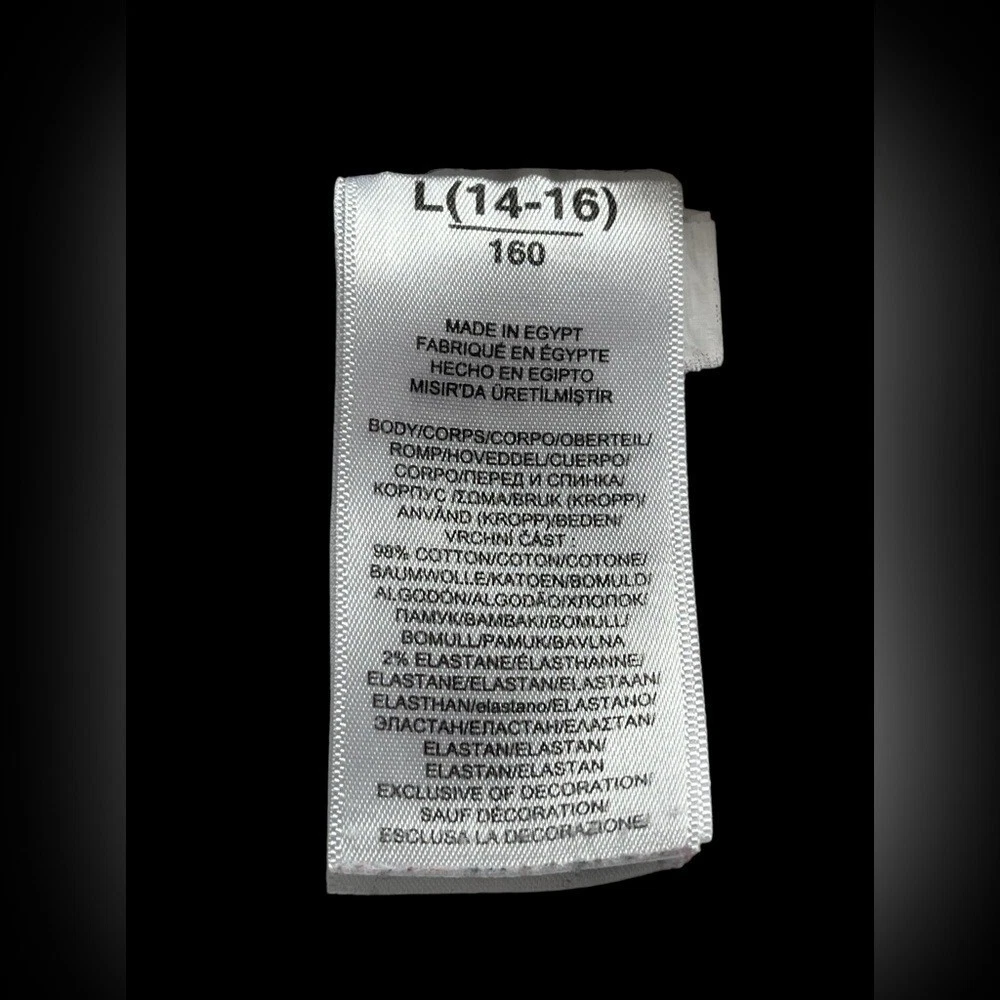 L(14-16)
160
MADE IN EGYPT
FABRIQUÉ EN ÉGYPTE
HECHO EN EGIPTO
MISIR'DA ÜRETİLMİŞTİR
BODY/CORPS/CORPO/OBERTEIL/
ROMP/HOVEDDEL/CUERPO/
CORPO/ПЕРЕД И СПИНКА/
КОРПУС /ΣΩΜΑ/BRUK (KROPP)/
ANVÄND (KROPP)/BEDEN/
VRCHNÍ ČÁST :
98% COTTON/COTON/COTONE/
BAUMWOLLE/KATOEN/BOMULD/
ALGODÓN/ALGODÃO/ХЛОПОК/
ПАМУК/ΒΑΜΒΑΚΙ/BOMULL/
BOMULL/PAMUK/BAVLNA
2% ELASTANE/ÉLASTHANNE/
ELASTANE/ELASTAN/ELASTAAN/
ELASTHAN/elastano/ELASTANO/
ЭЛАСТАН/ЕЛАСТАН/ΕΛΑΣΤΑΝ/
ELASTAN/ELASTAN/
ELASTAN/ELASTAN
EXCLUSIVE OF DECORATION/
SAUF DÉCORATION/
ESCLUSA LA DECORAZIONE/